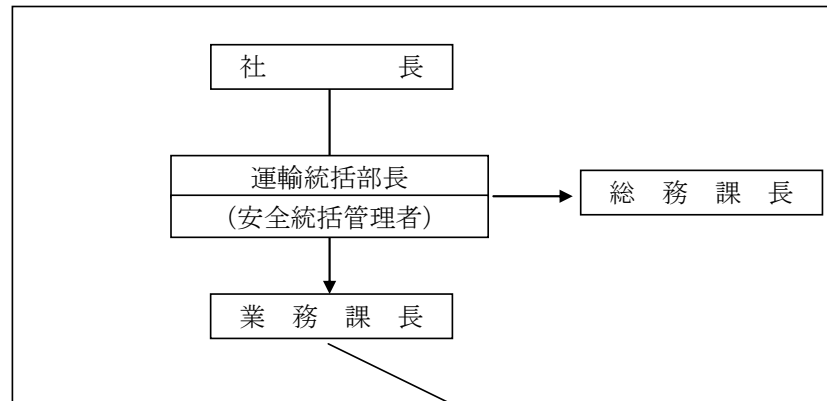 社　　　　長
運輸統括部長
(安全統括管理者)
総　務　課　長
業　務　課　長